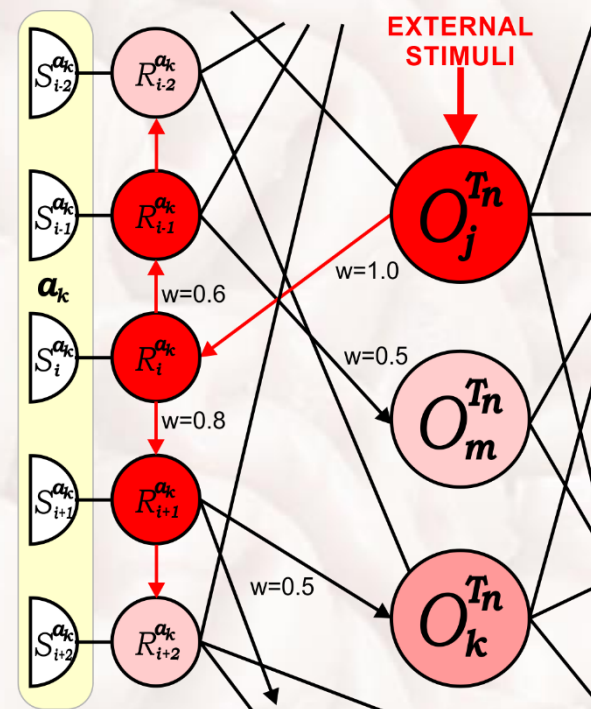 EXTERNAL
STIMULI
S_{i-2}^{a_k} R_{i-2}^{a_k}
S_{i-1}^{a_k} R_{i-1}^{a_k} O_j^{T_n}
a_k
w=0.6 w=1.0
S_i^{a_k} R_i^{a_k} w=0.5
w=0.8 O_m^{T_n}
S_{i+1}^{a_k} R_{i+1}^{a_k}
w=0.5 O_k^{T_n}
S_{i+2}^{a_k} R_{i+2}^{a_k}